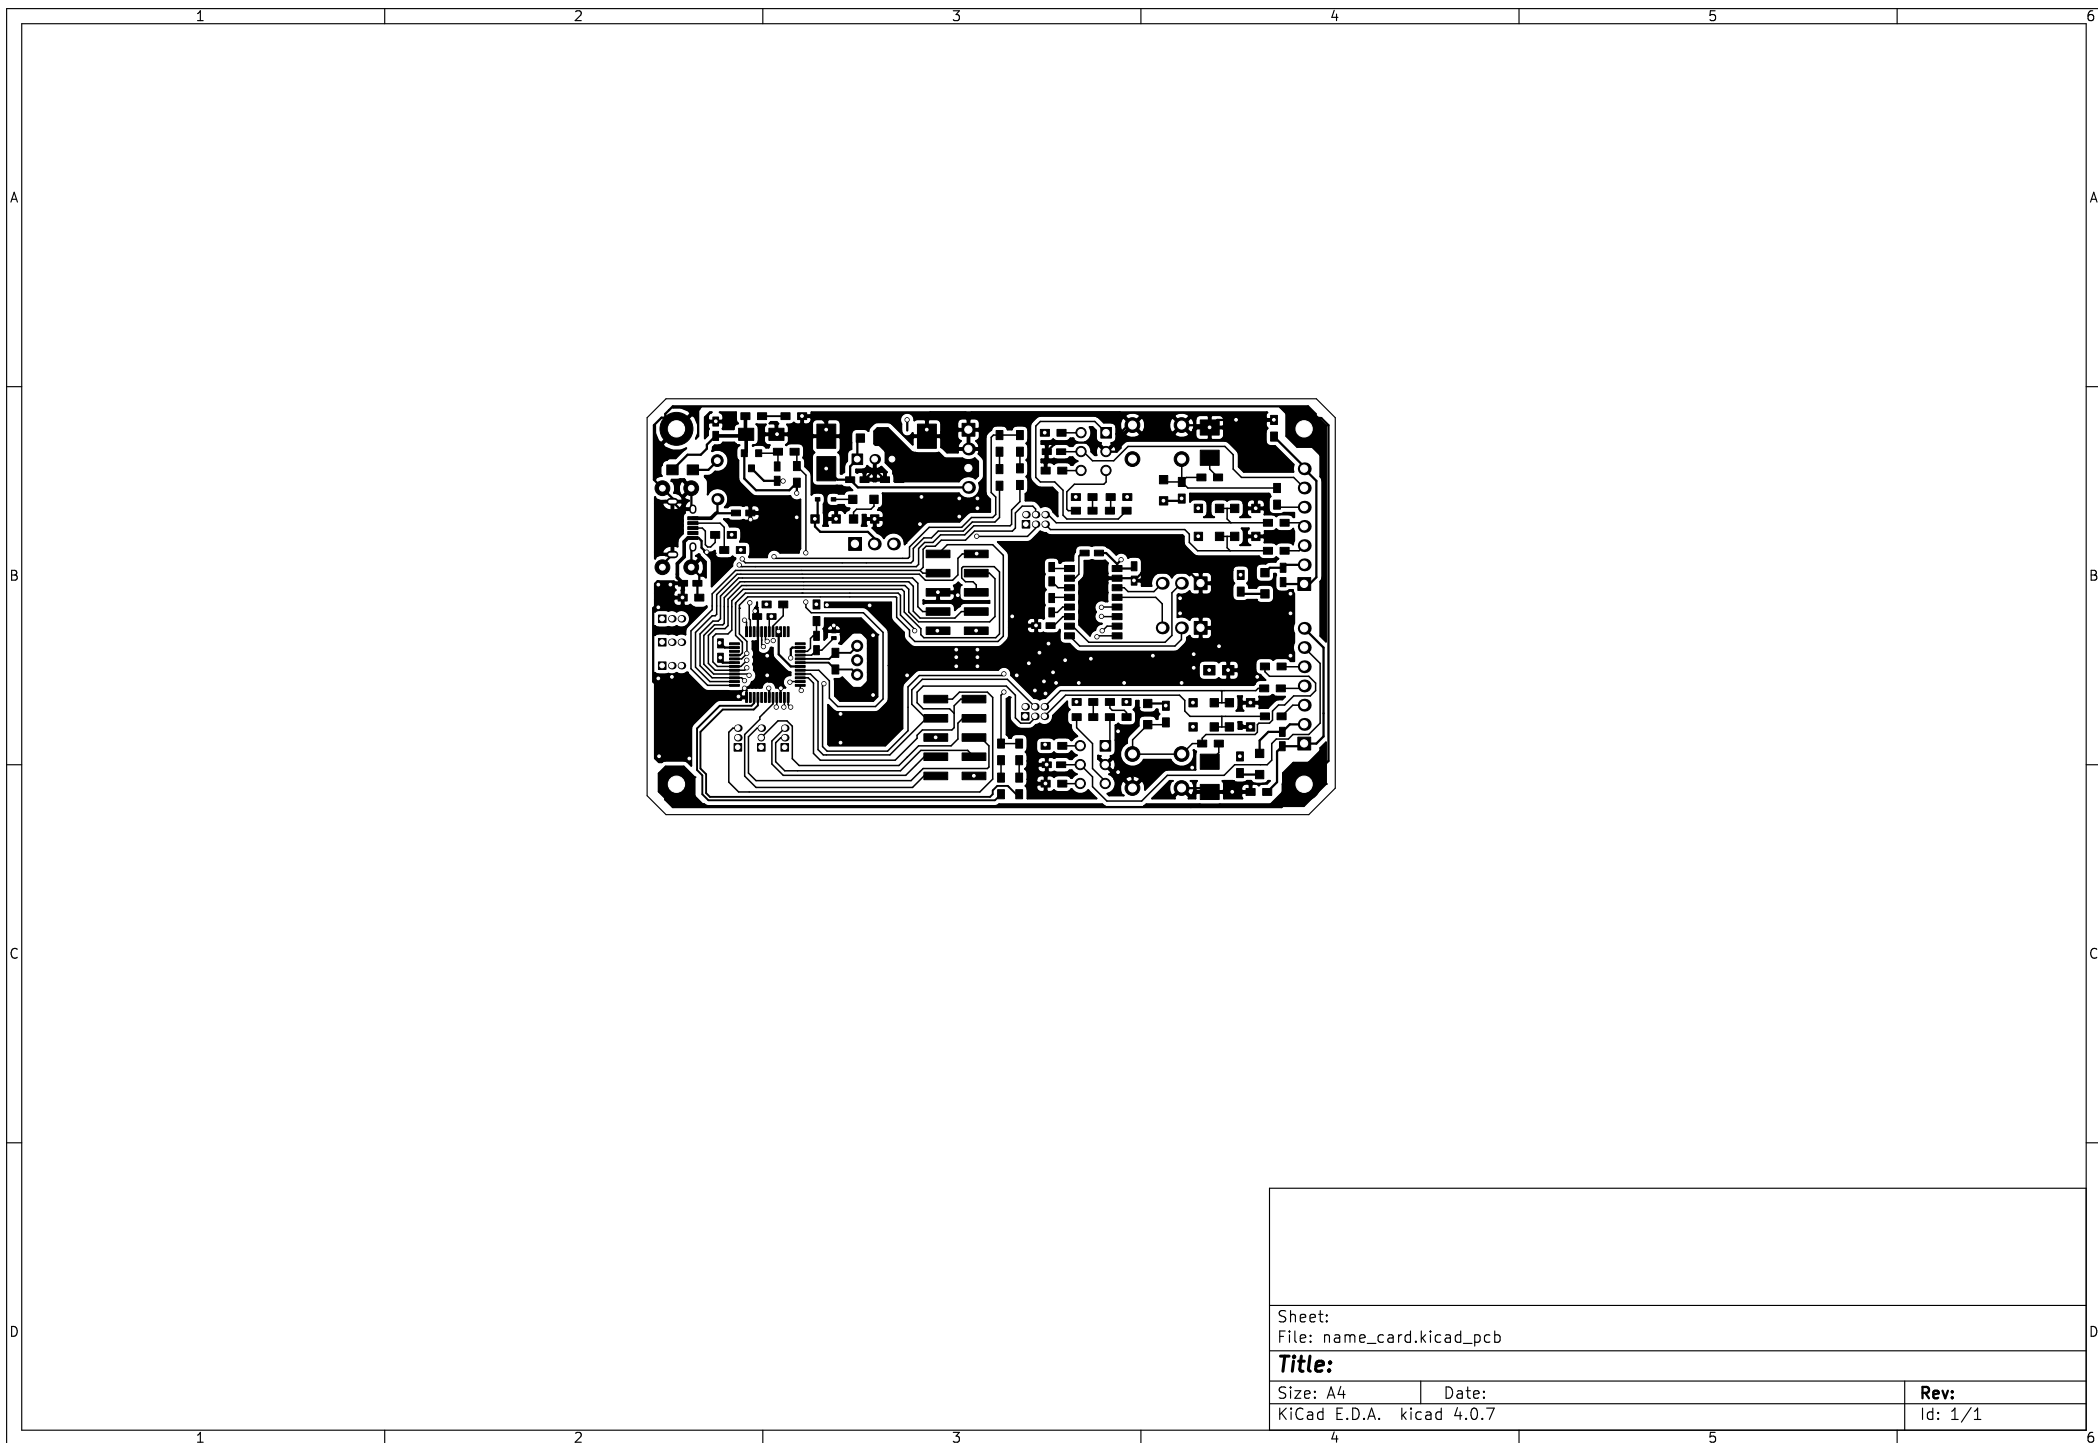 1 2 3 4 5 6
A A
B B
C C
D D
Sheet:
File: name_card.kicad_pcb
Title:
Size: A4 Date: Rev:
KiCad E.D.A. kicad 4.0.7 Id: 1/1
1 2 3 4 5 6